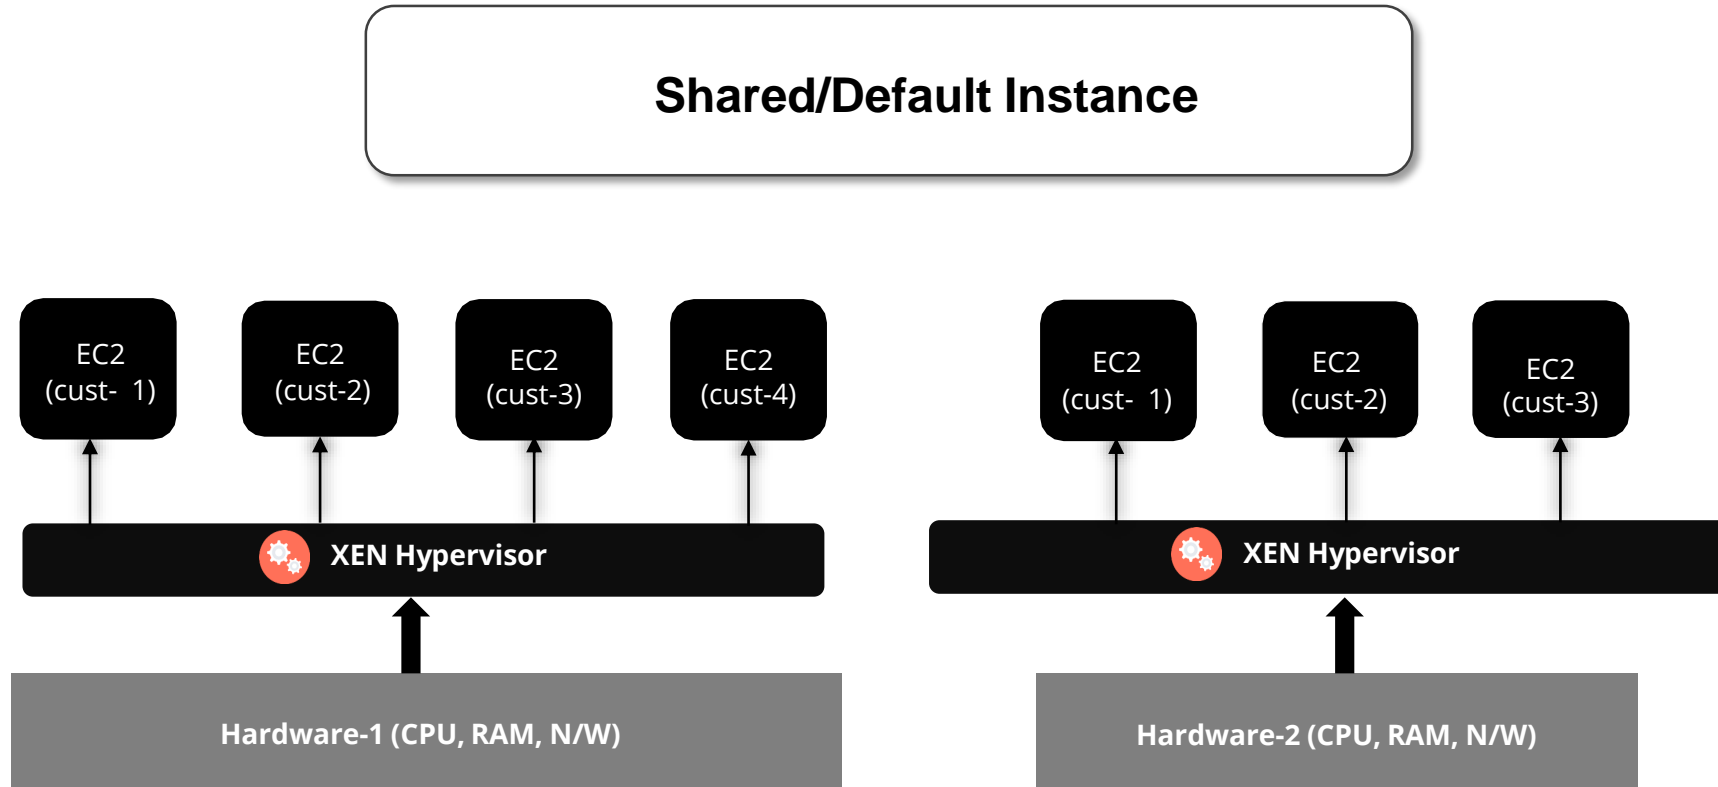 Shared/Default Instance
EC2
(cust-  1)
EC2
(cust-2)
EC2
(cust-3)
EC2
(cust-4)
EC2
(cust-  1)
EC2
(cust-2)
EC2
(cust-3)
XEN Hypervisor
XEN Hypervisor
Hardware-1 (CPU, RAM, N/W)
Hardware-2 (CPU, RAM, N/W)